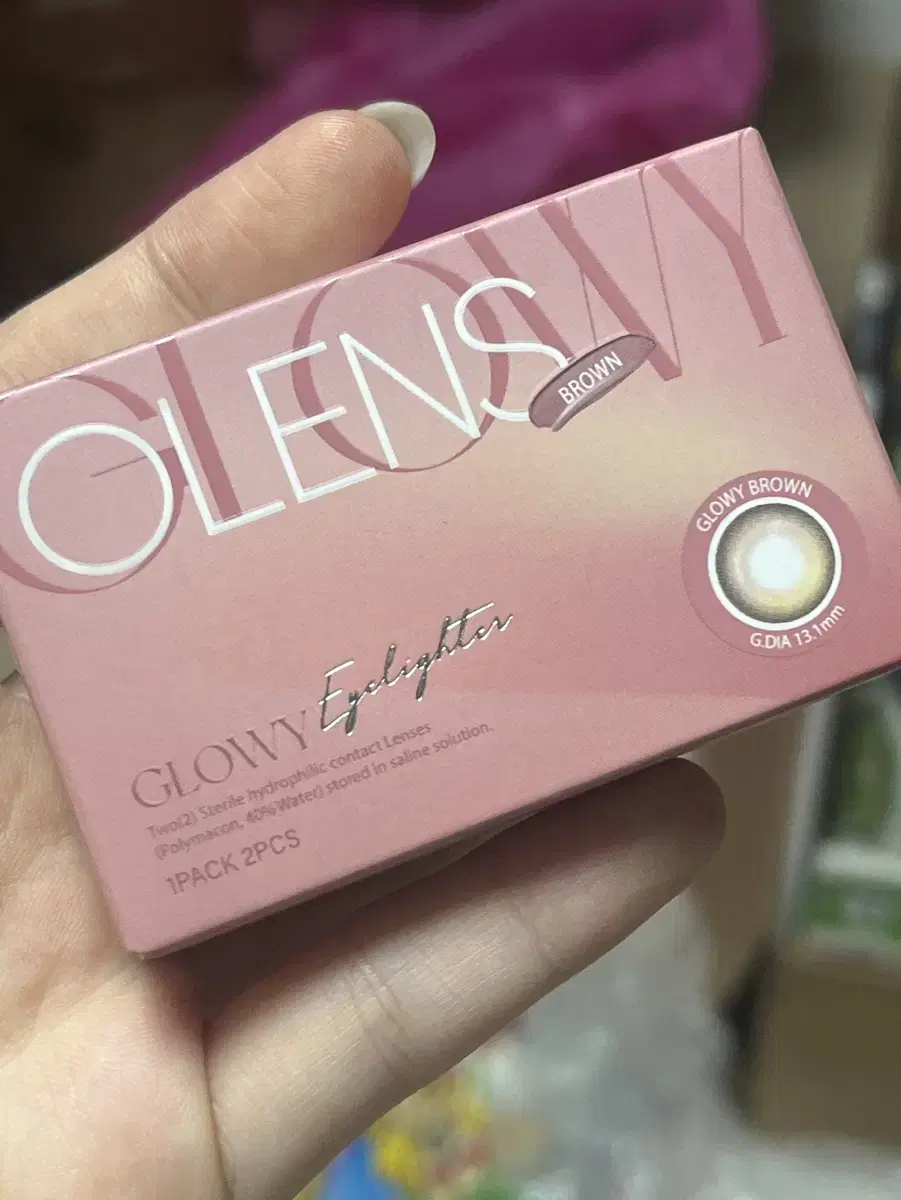 GLOWY
OLENS
BROWN
GLOWY BROWN
G.DIA 13.1mm
GLOWY Eyelighter
Two(2) Sterile hydrophilic contact Lenses
(Polymacon, 40%Water) stored in saline solution.
1PACK 2PCS